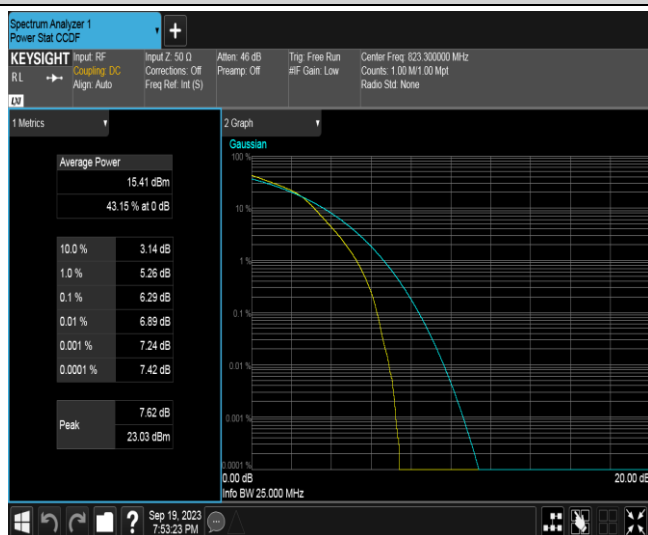 Spectrum Analyzer 1
Power Stat CCDF
+
KEYSIGHT
RL
LXI
Input: RF
Coupling: DC
Align: Auto
Input Z: 50 Ω
Corrections: Off
Freq Ref: Int (S)
Atten: 46 dB
Preamp: Off
Trig: Free Run
#IF Gain: Low
Center Freq: 823.300000 MHz
Counts: 1.00 M/1.00 Mpt
Radio Std: None
1 Metrics
Average Power
15.41 dBm
43.15 % at 0 dB
10.0 % 3.14 dB
1.0 % 5.26 dB
0.1 % 6.29 dB
0.01 % 6.89 dB
0.001 % 7.24 dB
0.0001 % 7.42 dB
Peak
7.62 dB
23.03 dBm
2 Graph
Gaussian
100 %
10 %
1 %
0.1 %
0.01 %
0.001 %
0.0001 %
0.00 dB 20.00 dB
Info BW 25.000 MHz
?
Sep 19, 2023
7:53:23 PM